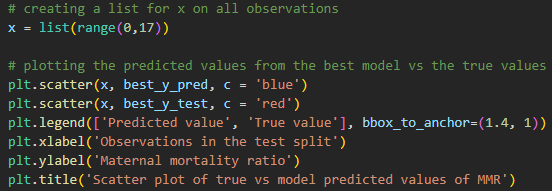 # creating a list for x on all observations
x = list(range(0,17))
# plotting the predicted values from the best model vs the true values
plt.scatter(x, best_y_pred, c = 'blue')
plt.scatter(x, best_y_test, c = 'red')
plt.legend(['Predicted value', 'True value'], bbox_to_anchor=(1.4, 1))
plt.xlabel('Observations in the test split')
plt.ylabel('Maternal mortality ratio')
plt.title('Scatter plot of true vs model predicted values of MMR')